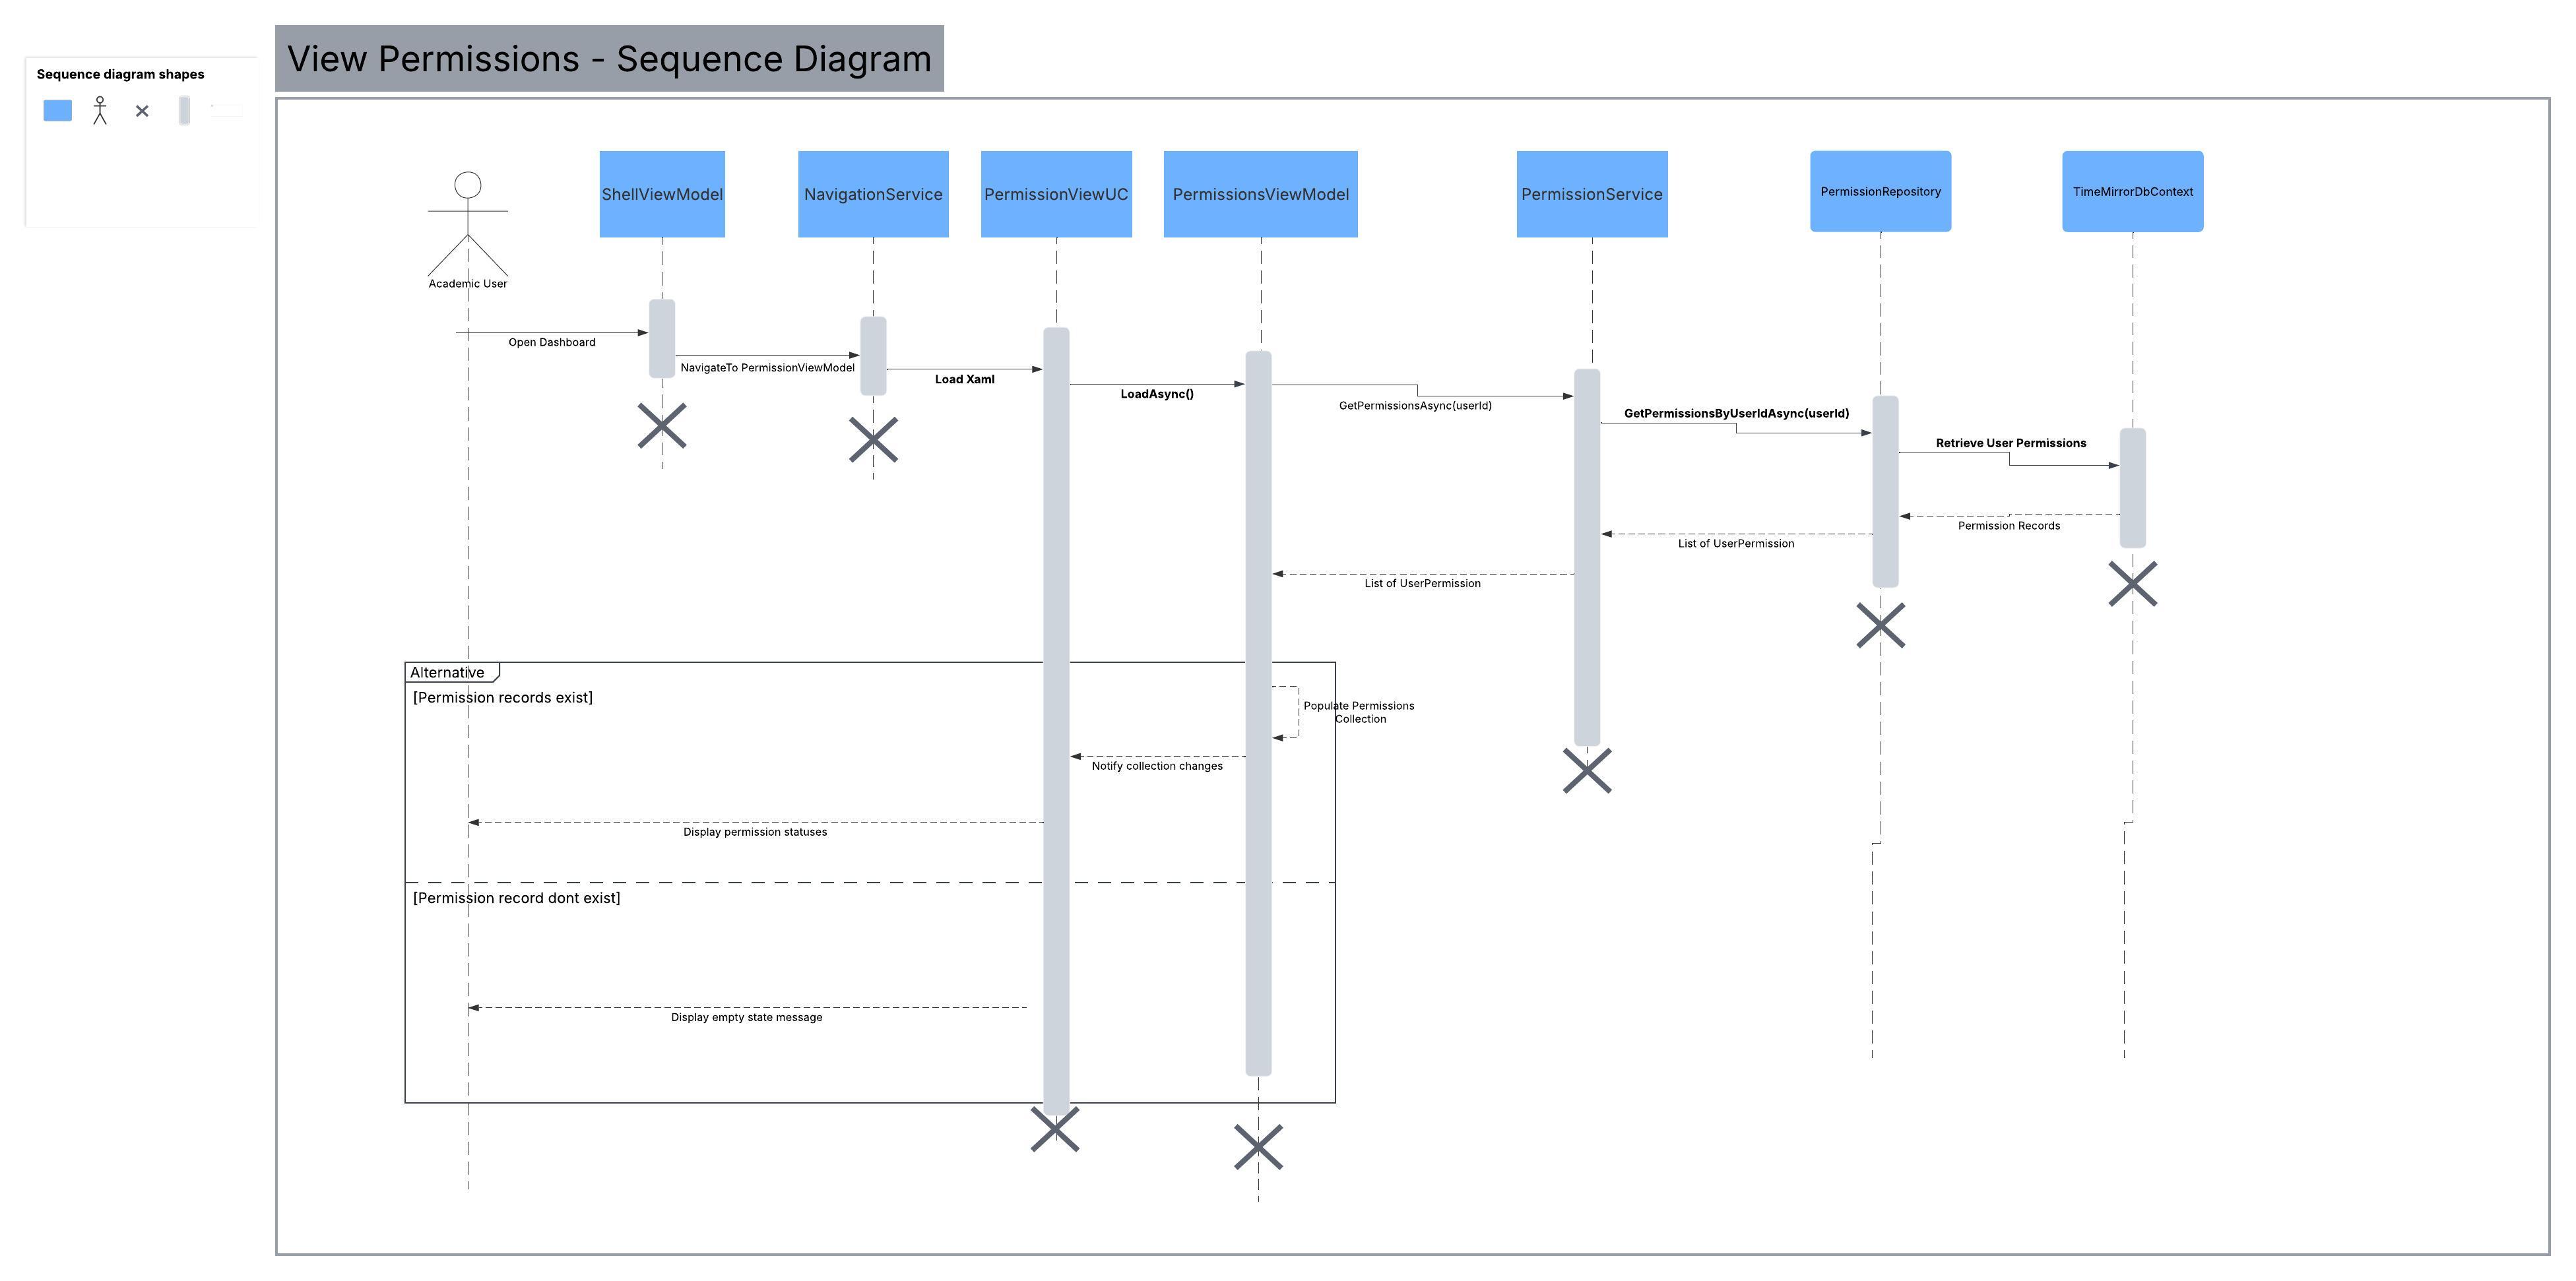 View Permissions - Sequence Diagram
Sequence diagram shapes
ShellViewModel
NavigationService
PermissionViewUC
PermissionsViewModel
PermissionService
PermissionRepository
TimeMirrorDbContext
Academic User
Open Dashboard
NavigateTo PermissionViewModel
Load Xaml
LoadAsync()
GetPermissionsAsync(userId)
GetPermissionsByUserIdAsync(userId)
Retrieve User Permissions
Permission Records
List of UserPermission
List of UserPermission
Alternative
[Permission records exist]
Populate Permissions
Collection
Notify collection changes
Display permission statuses
[Permission record dont exist]
Display empty state message